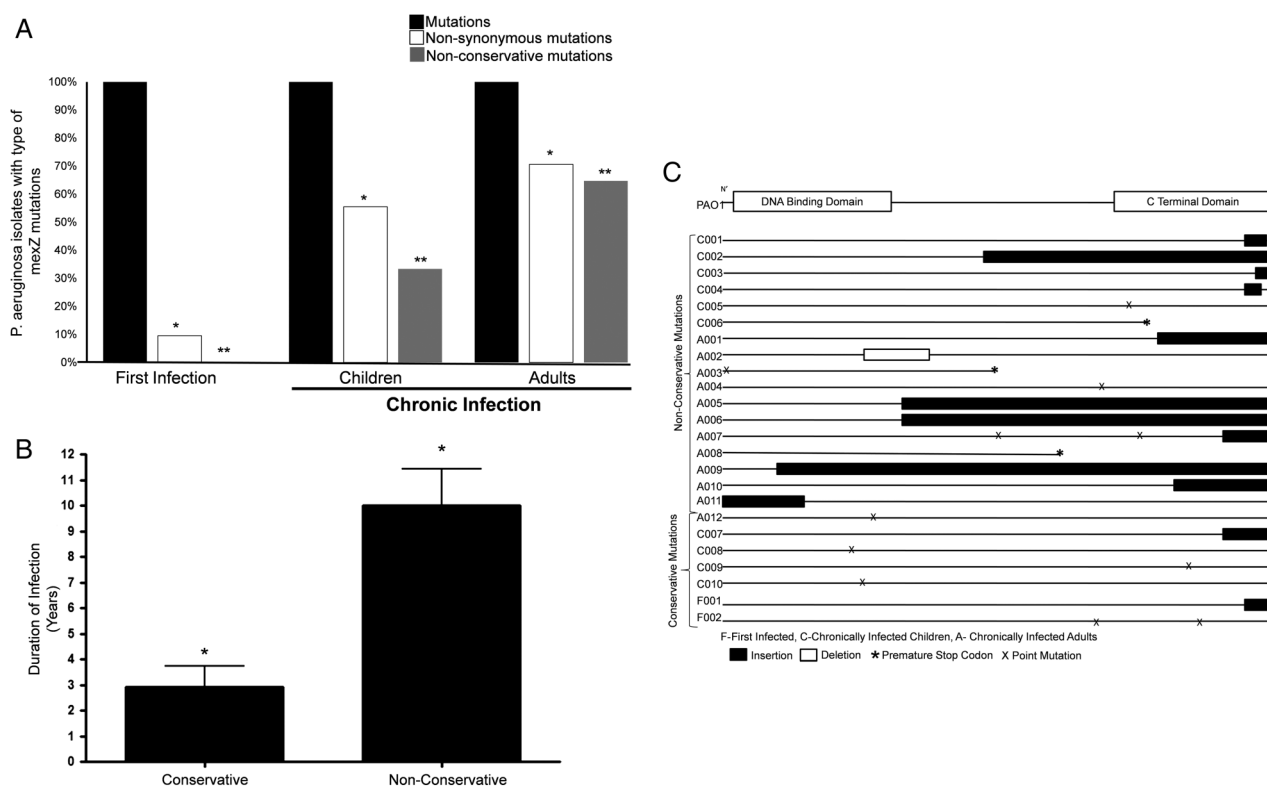 A
Mutations
Non-synonymous mutations
Non-conservative mutations
P. aeruginosa isolates with type of
mexZ mutations
100%
90%
80%
70%
60%
50%
40%
30%
20%
10%
0%
*
**
*
**
*
**
First Infection
Children
Adults
Chronic Infection
B
Duration of Infection
(Years)
12
11
10
9
8
7
6
5
4
3
2
1
0
*
*
Conservative
Non-Conservative
C
N'
PAO1
DNA Binding Domain
C Terminal Domain
Non-Conservative Mutations
C001
C002
C003
C004
C005 X
C006 *
A001
A002
A003 X *
A004 X
A005
A006
A007 X X
A008 *
A009
A010
A011
Conservative Mutations
A012 X
C007
C008 X
C009 X
C010 X
F001
F002 X X
F-First Infected, C-Chronically Infected Children, A- Chronically Infected Adults
Insertion Deletion * Premature Stop Codon X Point Mutation